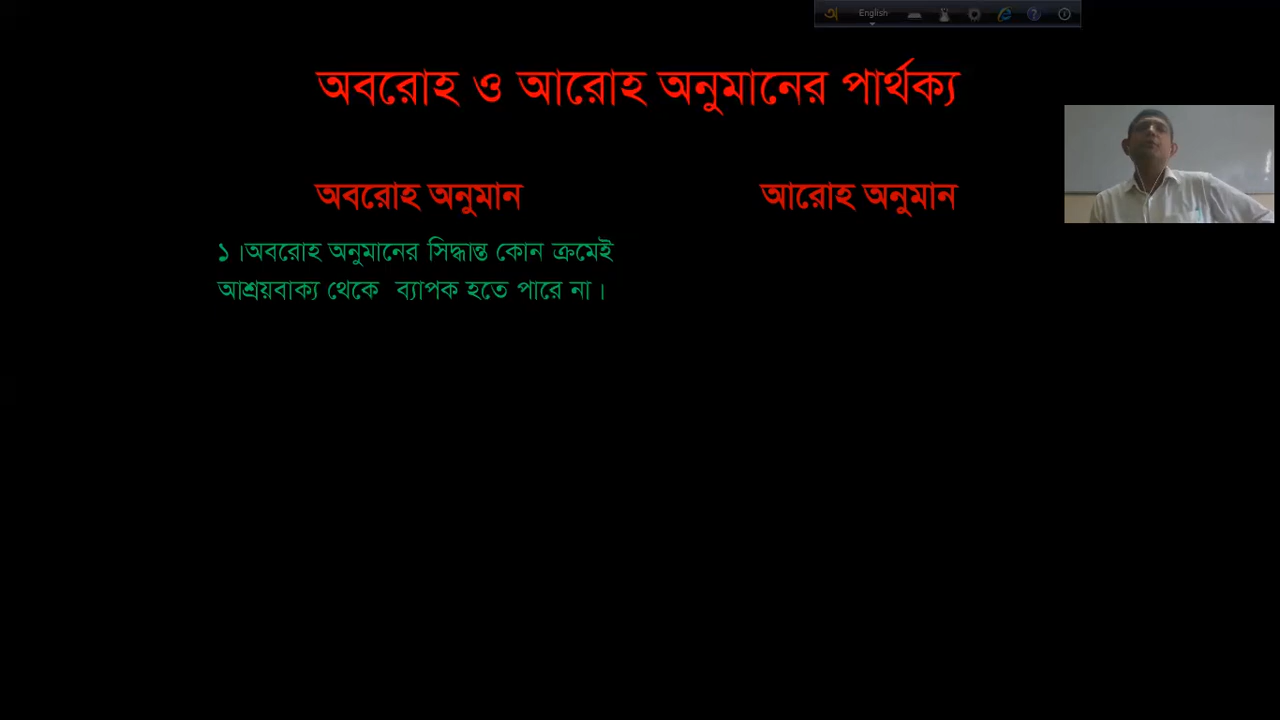 English
অবরোহ ও আরোহ অনুমানের পার্থক্য
অবরোহ অনুমান
আরোহ অনুমান
১।অবরোহ অনুমানের সিদ্ধান্ত কোন ক্রমেই
আশ্রয়বাক্য থেকে ব্যাপক হতে পারে না।